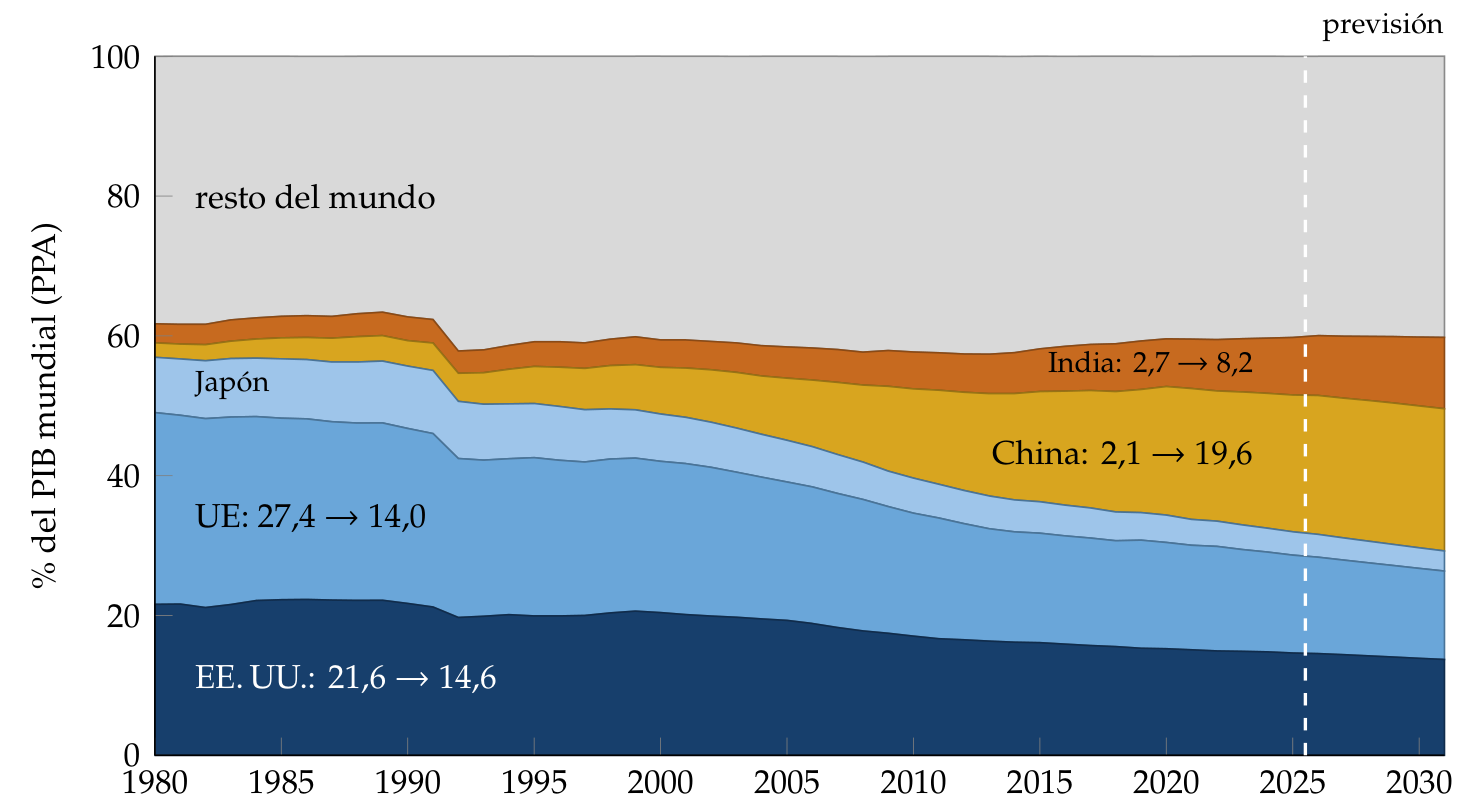 previsión
% del PIB mundial (PPA)
100
80
60
40
20
0
resto del mundo
Japón
India: 2,7 → 8,2
China: 2,1 → 19,6
UE: 27,4 → 14,0
EE. UU.: 21,6 → 14,6
1980 1985 1990 1995 2000 2005 2010 2015 2020 2025 2030